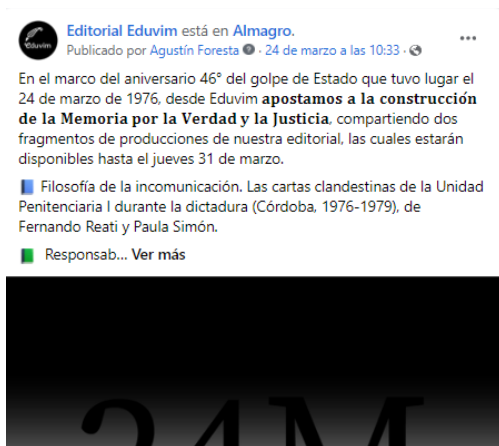 eduvim
Editorial Eduvim está en Almagro.
Publicado por Agustín Foresta · 24 de marzo a las 10:33 ·
En el marco del aniversario 46° del golpe de Estado que tuvo lugar el
24 de marzo de 1976, desde Eduvim apostamos a la construcción
de la Memoria por la Verdad y la Justicia, compartiendo dos
fragmentos de producciones de nuestra editorial, las cuales estarán
disponibles hasta el jueves 31 de marzo.
📘 Filosofía de la incomunicación. Las cartas clandestinas de la Unidad
Penitenciaria I durante la dictadura (Córdoba, 1976-1979), de
Fernando Reati y Paula Simón.
📗 Responsab... Ver más
24M